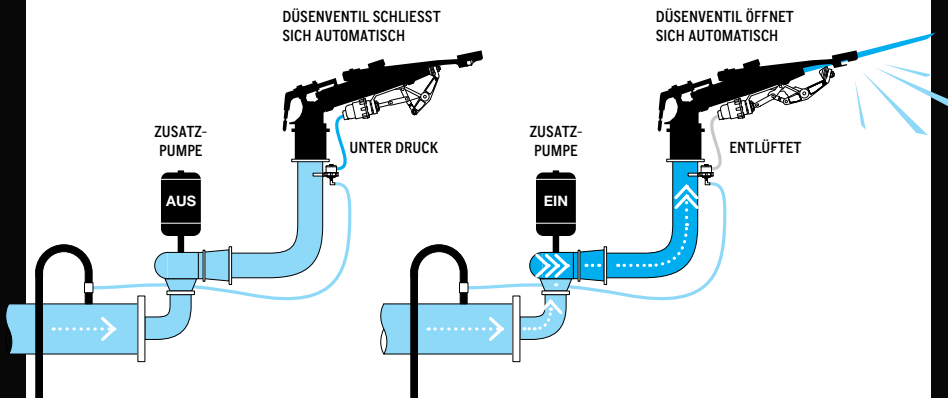 DÜSENVENTIL SCHLIESST
SICH AUTOMATISCH
ZUSATZ-
PUMPE
UNTER DRUCK
AUS
DÜSENVENTIL ÖFFNET
SICH AUTOMATISCH
ZUSATZ-
PUMPE
ENTLÜFTET
EIN